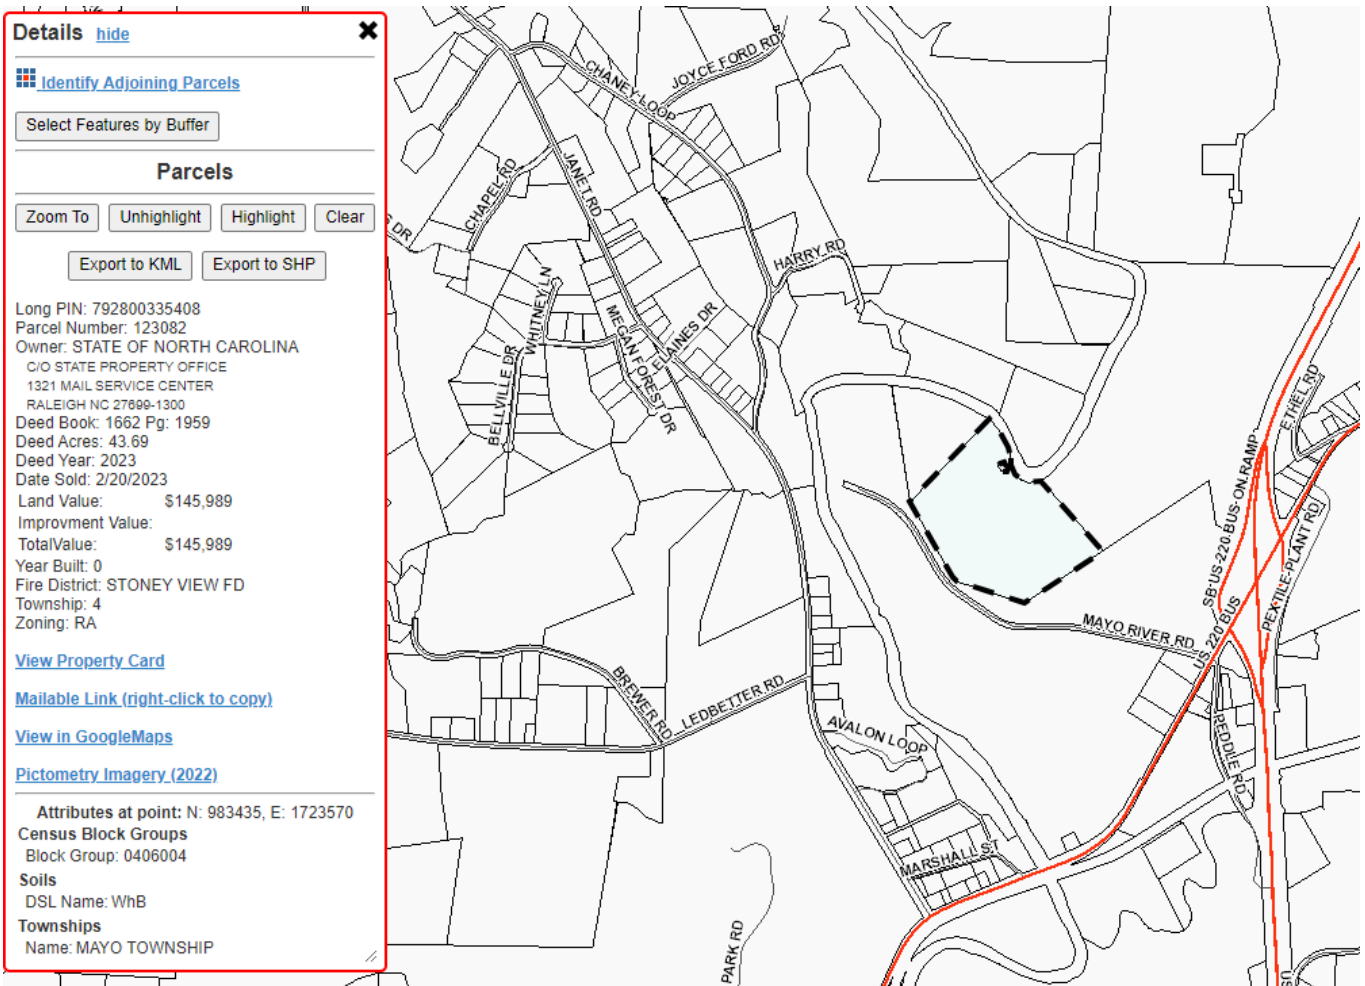 Details hide
Identify Adjoining Parcels
Select Features by Buffer
Parcels
Zoom To Unhighlight Highlight Clear
Export to KML Export to SHP
Long PIN: 792800335408
Parcel Number: 123082
Owner: STATE OF NORTH CAROLINA
C/O STATE PROPERTY OFFICE
1321 MAIL SERVICE CENTER
RALEIGH NC 27699-1300
Deed Book: 1662 Pg: 1959
Deed Acres: 43.69
Deed Year: 2023
Date Sold: 2/20/2023
Land Value: $145,989
Improvment Value:
TotalValue: $145,989
Year Built: 0
Fire District: STONEY VIEW FD
Township: 4
Zoning: RA
View Property Card
Mailable Link (right-click to copy)
View in GoogleMaps
Pictometry Imagery (2022)
Attributes at point: N: 983435, E: 1723570
Census Block Groups
Block Group: 0406004
Soils
DSL Name: WhB
Townships
Name: MAYO TOWNSHIP
CHANEY LOOP
JOYCE FORD RD
JANET RD
CHAPEL RD
S DR
HARRY RD
WHITNEY LN
MEGAN FOREST DR
ELAINES DR
BELLVILLE DR
ETHEL RD
SB US-220 BUS-ON RAMP
PEXTILE-PLANT RD
US 220 BUS
MAYO RIVER RD
BREWER RD
LEDBETTER RD
AVALON LOOP
PEDDLE RD
MARSHALL ST
PARK RD
US